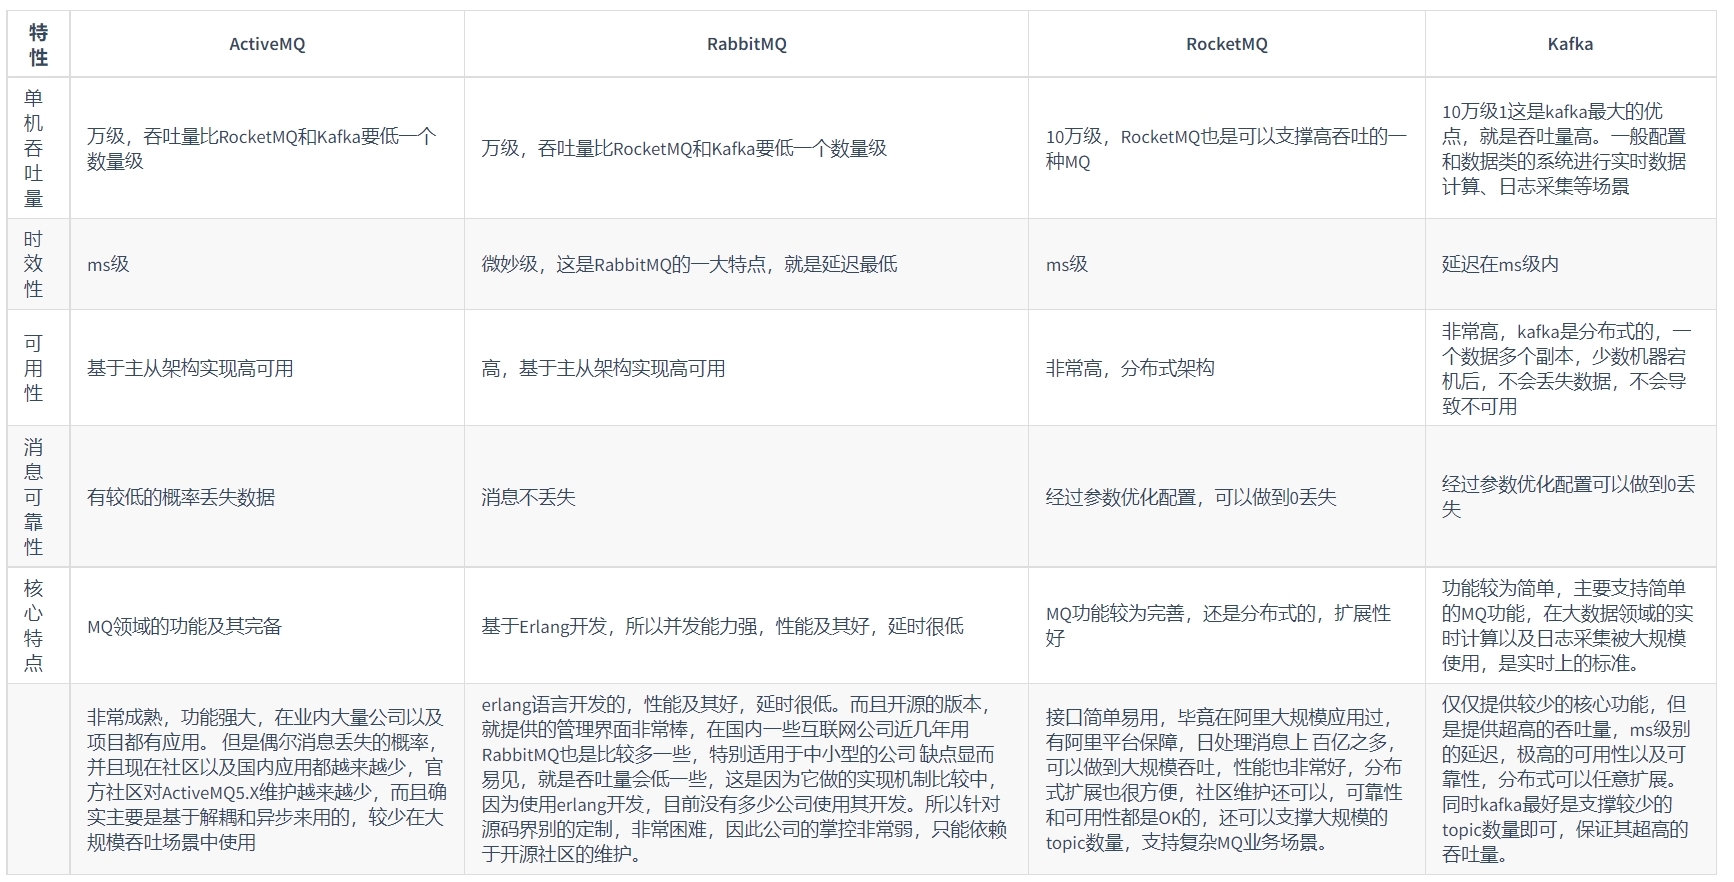 特
性
ActiveMQ
RabbitMQ
RocketMQ
Kafka
单
机
吞
吐
量
万级，吞吐量比RocketMQ和Kafka要低一个
数量级
万级，吞吐量比RocketMQ和Kafka要低一个数量级
10万级，RocketMQ也是可以支撑高吞吐的一
种MQ
10万级1这是kafka最大的优
点，就是吞吐量高。一般配置
和数据类的系统进行实时数据
计算、日志采集等场景
时
效
性
ms级
微妙级，这是RabbitMQ的一大特点，就是延迟最低
ms级
延迟在ms级内
可
用
性
基于主从架构实现高可用
高，基于主从架构实现高可用
非常高，分布式架构
非常高，kafka是分布式的，一
个数据多个副本，少数机器宕
机后，不会丢失数据，不会导
致不可用
消
息
可
靠
性
有较低的概率丢失数据
消息不丢失
经过参数优化配置，可以做到0丢失
经过参数优化配置可以做到0丢
失
核
心
特
点
MQ领域的功能及其完备
基于Erlang开发，所以并发能力强，性能及其好，延时很低
MQ功能较为完善，还是分布式的，扩展性
好
功能较为简单，主要支持简单
的MQ功能，在大数据领域的实
时计算以及日志采集被大规模
使用，是实时上的标准。
非常成熟，功能强大，在业内大量公司以及
项目都有应用。 但是偶尔消息丢失的概率，
并且现在社区以及国内应用都越来越少，官
方社区对ActiveMQ5.X维护越来越少，而且确
实主要是基于解耦和异步来用的，较少在大
规模吞吐场景中使用
erlang语言开发的，性能及其好，延时很低。而且开源的版本，
就提供的管理界面非常棒，在国内一些互联网公司近几年用
RabbitMQ也是比较多一些，特别适用于中小型的公司 缺点显而
易见，就是吞吐量会低一些，这是因为它做的实现机制比较中，
因为使用erlang开发，目前没有多少公司使用其开发。所以针对
源码界别的定制，非常困难，因此公司的掌控非常弱，只能依赖
于开源社区的维护。
接口简单易用，毕竟在阿里大规模应用过，
有阿里平台保障，日处理消息上 百亿之多，
可以做到大规模吞吐，性能也非常好，分布
式扩展也很方便，社区维护还可以，可靠性
和可用性都是OK的，还可以支撑大规模的
topic数量，支持复杂MQ业务场景。
仅仅提供较少的核心功能，但
是提供超高的吞吐量，ms级别
的延迟，极高的可用性以及可
靠性，分布式可以任意扩展。
同时kafka最好是支撑较少的
topic数量即可，保证其超高的
吞吐量。